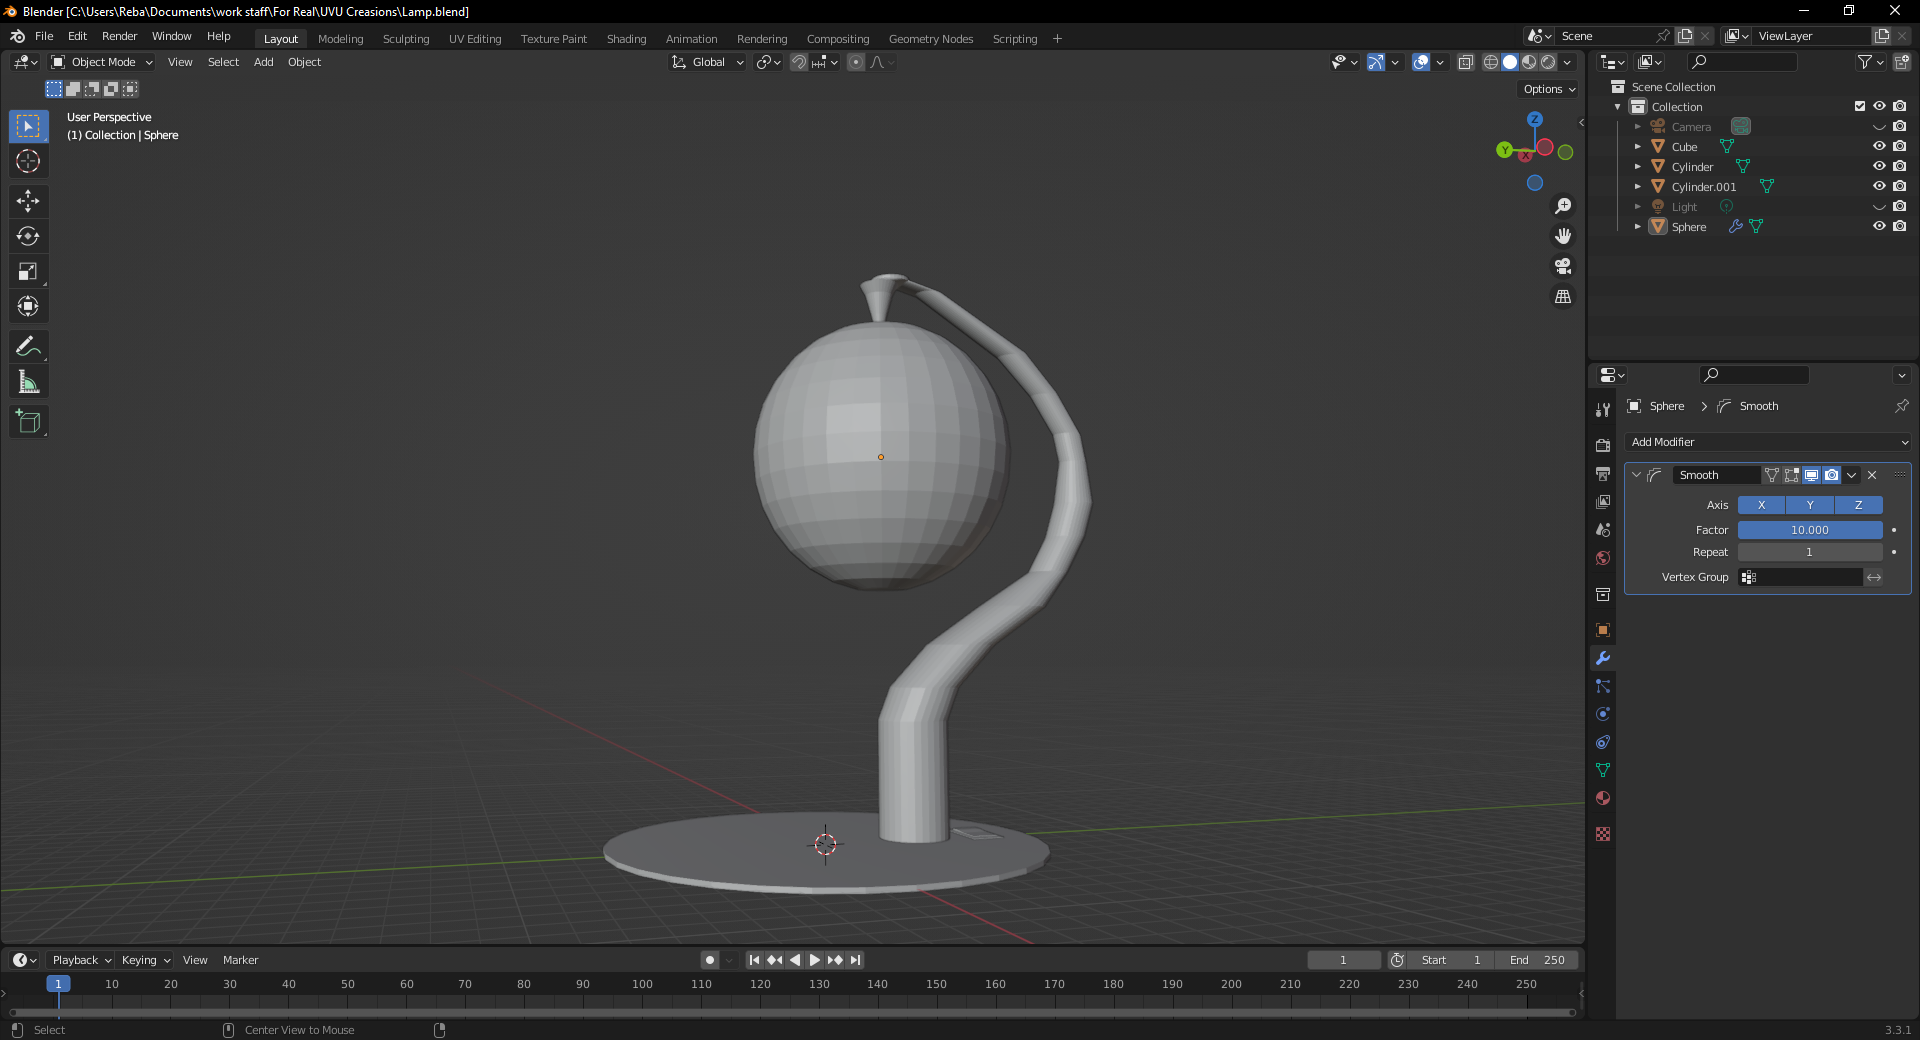 Blender [C:\Users\Reba\Documents\work staff\For Real\UVU Creasions\Lamp.blend]
File Edit Render Window Help Layout Modeling Sculpting UV Editing Texture Paint Shading Animation Rendering Compositing Geometry Nodes Scripting + Scene ViewLayer
Object Mode View Select Add Object Global
Options
User Perspective
(1) Collection | Sphere
Z
Y
X
Scene Collection
Collection
Camera
Cube
Cylinder
Cylinder.001
Light
Sphere
Sphere > Smooth
Add Modifier
Smooth
Axis X Y Z
Factor 10.000
Repeat 1
Vertex Group
Playback Keying View Marker 1 Start 1 End 250
1 10 20 30 40 50 60 70 80 90 100 110 120 130 140 150 160 170 180 190 200 210 220 230 240 250
Select Center View to Mouse 3.3.1